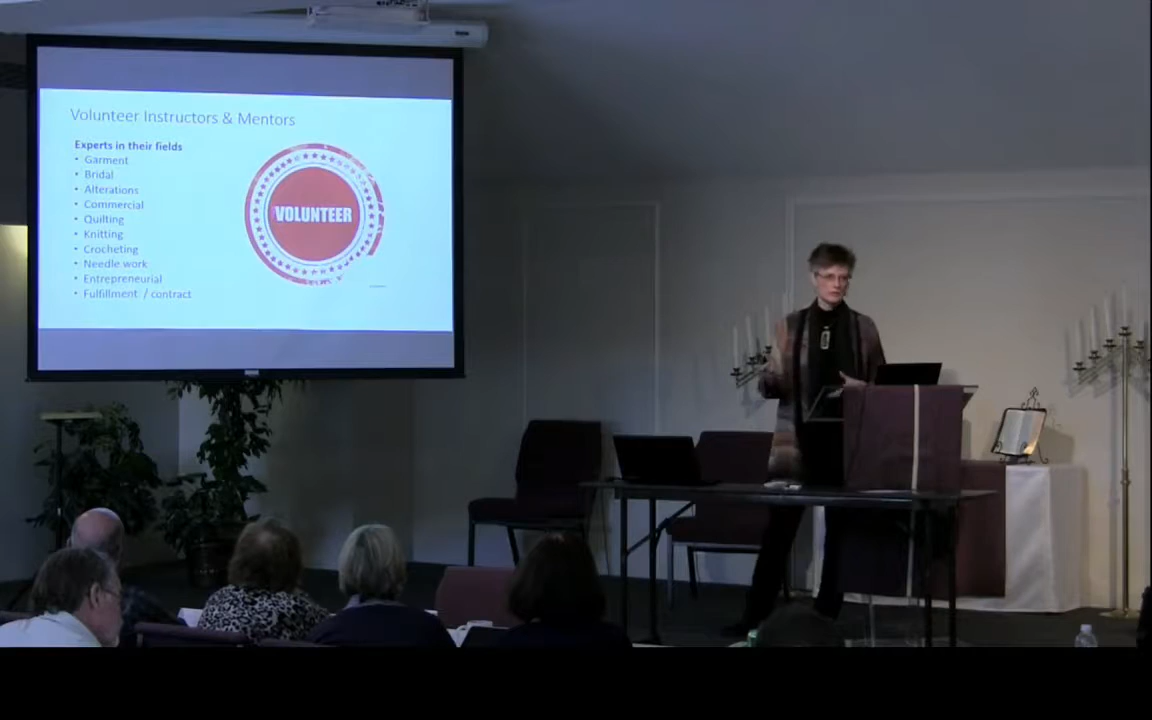 Volunteer Instructors & Mentors
Experts in their fields
• Garment
• Bridal
• Alterations
• Commercial
• Quilting
• Knitting
• Crocheting
• Needle work
• Entrepreneurial
• Fulfillment / contract
VOLUNTEER